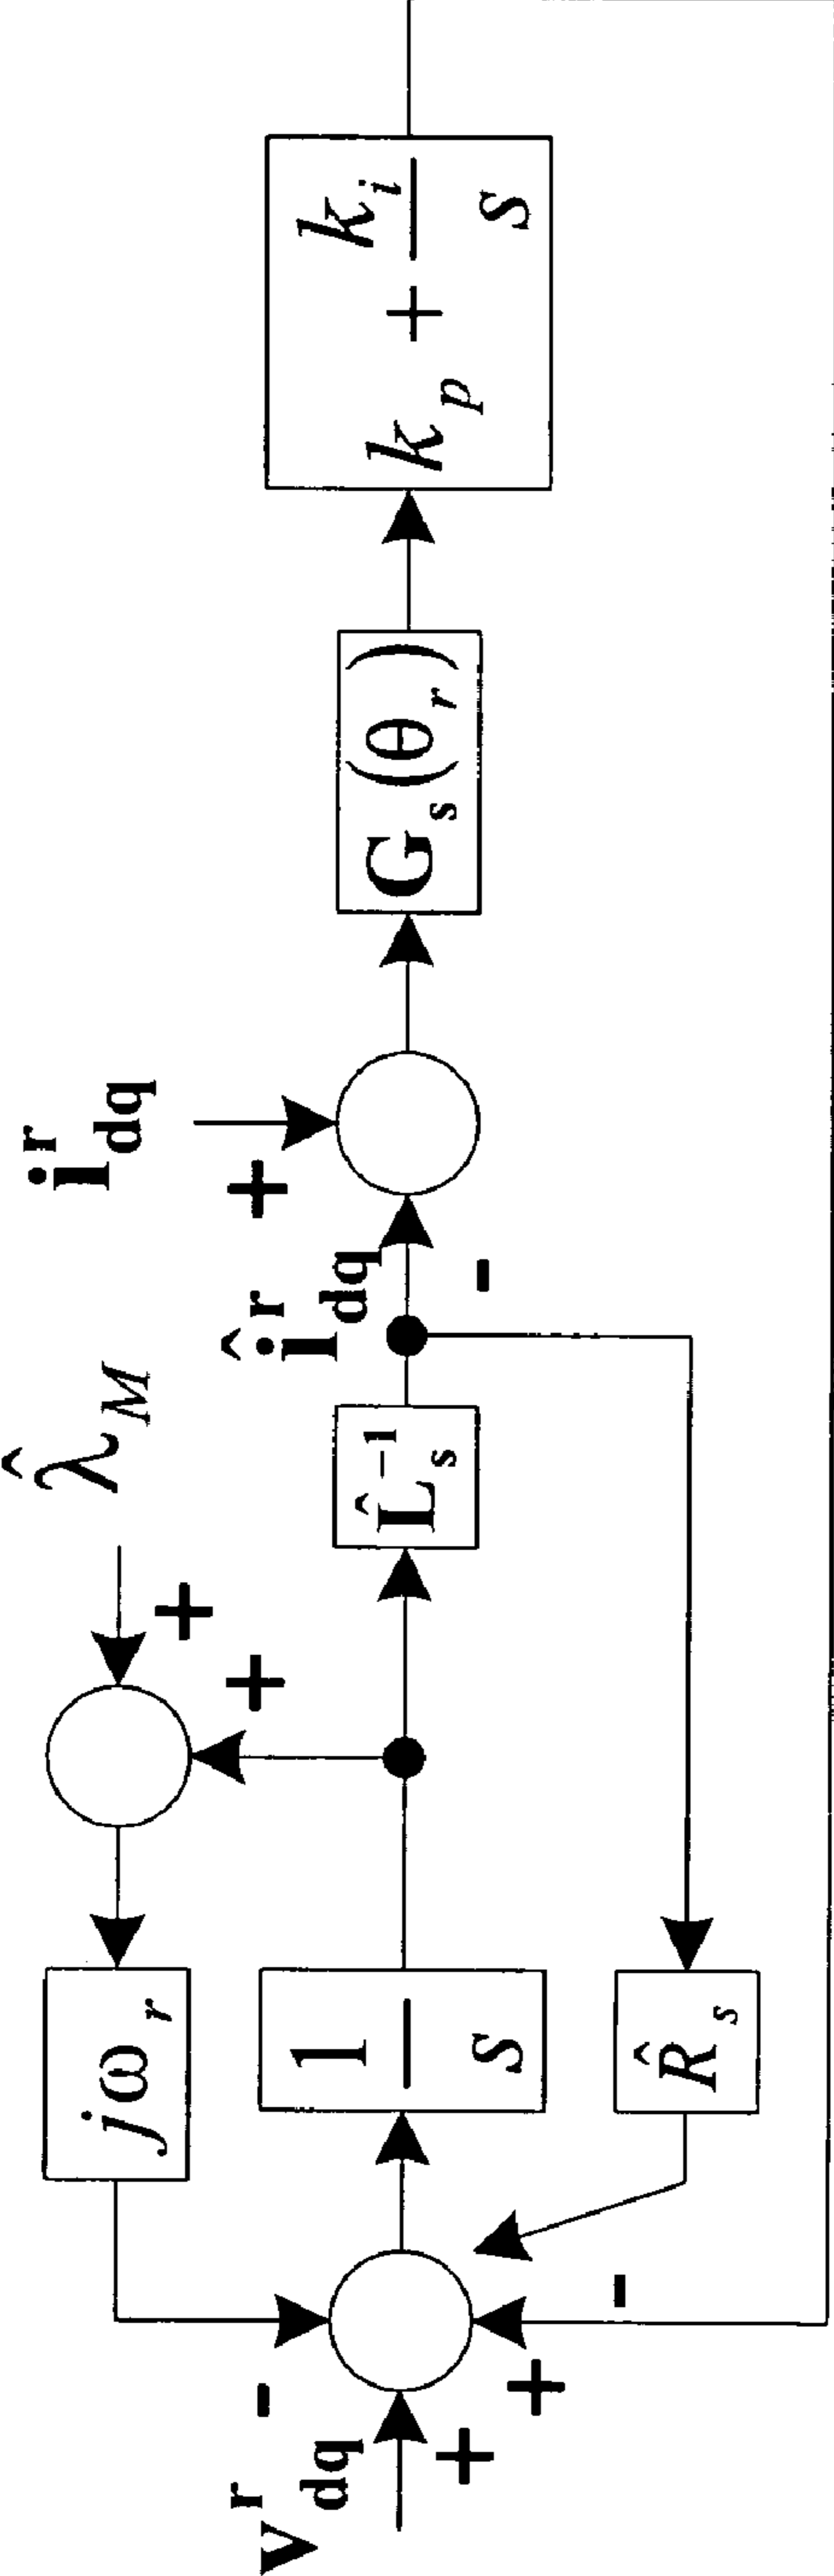 λ̂_M
jω_r
i^r_dq
v^r_dq
-
+
+
1/s
+
+
L̂_s^-1
î^r_dq
-
+
G_s(θ_r)
k_p + k_i/s
R̂_s
-